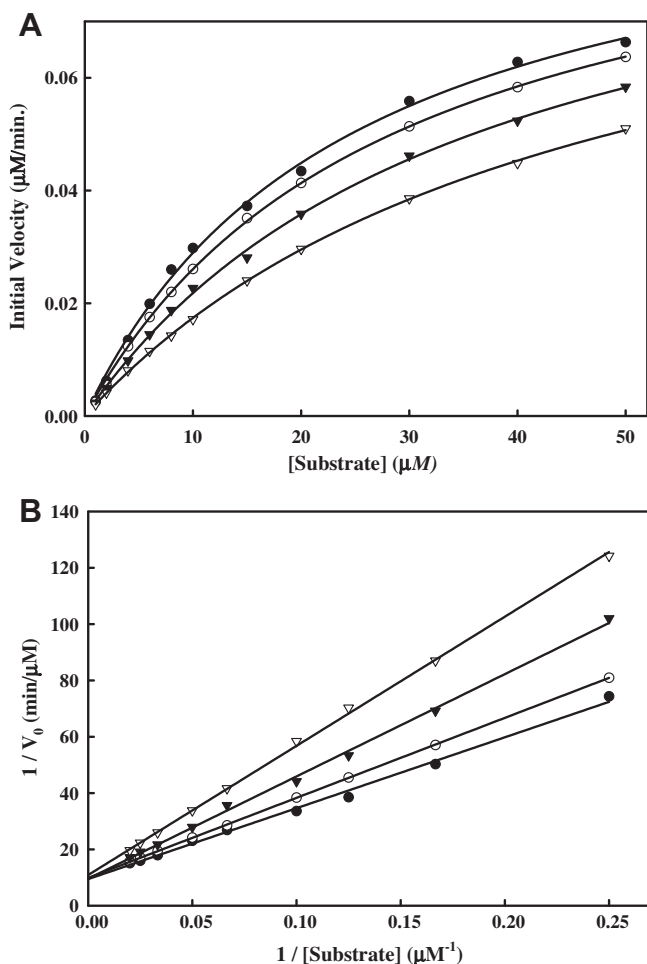 A
Initial Velocity (μM/min.)
0.06
0.04
0.02
0.00
0 10 20 30 40 50
[Substrate] (μM)
B
1 / V₀ (min/μM)
140
120
100
80
60
40
20
0
0.00 0.05 0.10 0.15 0.20 0.25
1 / [Substrate] (μM⁻¹)